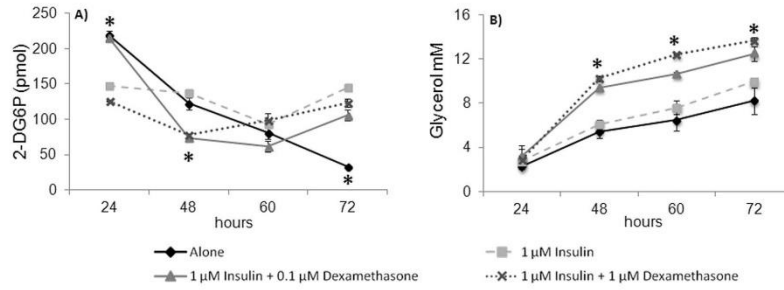 A)
2-DG6P (pmol)
250
200
150
100
50
0
*
*
*
24 48 60 72
hours
B)
Glycerol mM
16
12
8
4
0
*
*
*
24 48 60 72
hours
Alone
1 µM Insulin
1 µM Insulin + 0.1 µM Dexamethasone
1 µM Insulin + 1 µM Dexamethasone